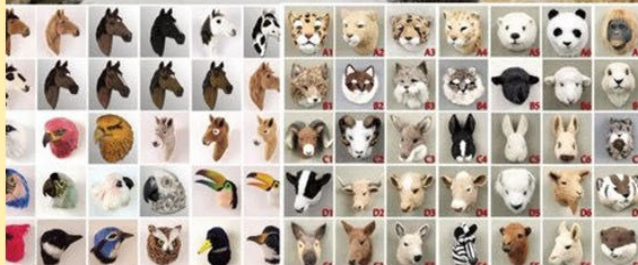 A1 A2 A3 A4 A5 A6
B1 B2 B3 B4 B5 B6
C1 C2 C3 C4 C5 C6
D1 D2 D3 D4 D5 D6